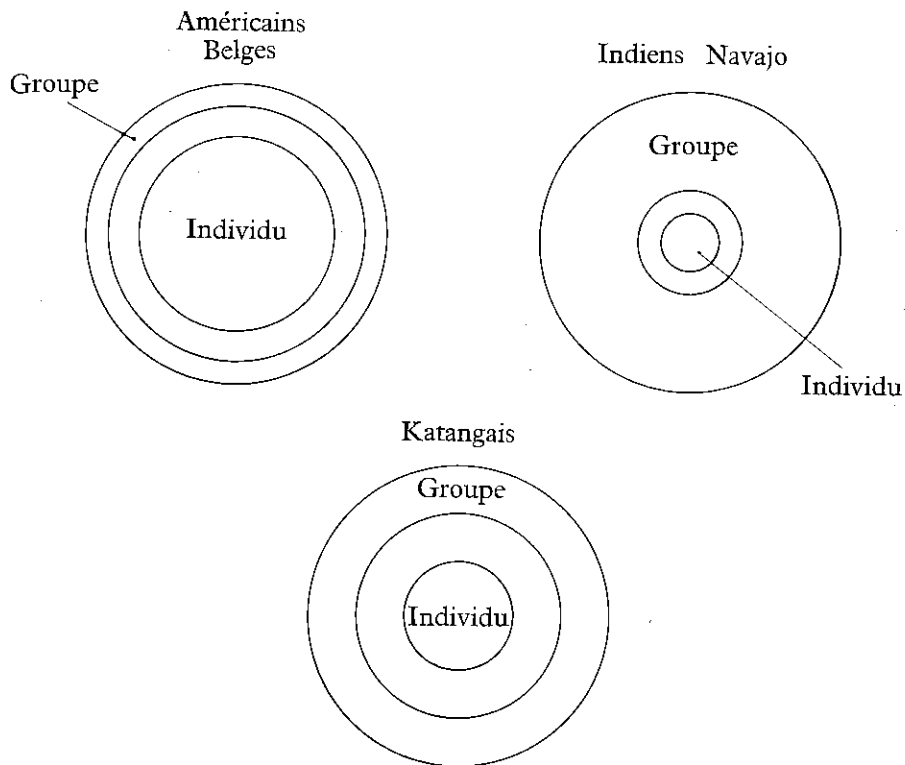 Américains
Belges
Groupe
Individu
Indiens Navajo
Groupe
Individu
Katangais
Groupe
Individu